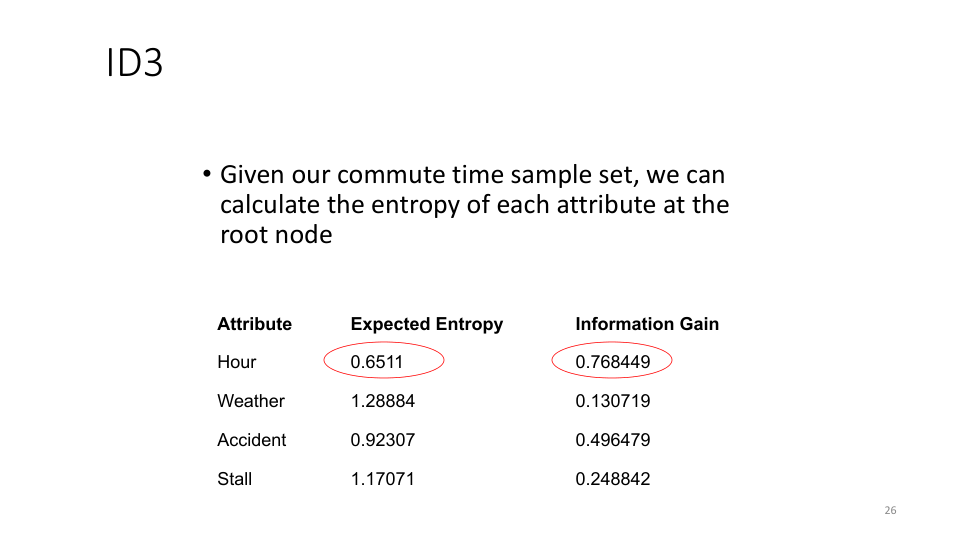 ID3
• Given our commute time sample set, we can
calculate the entropy of each attribute at the
root node
Attribute Expected Entropy Information Gain
Hour 0.6511 0.768449
Weather 1.28884 0.130719
Accident 0.92307 0.496479
Stall 1.17071 0.248842
26